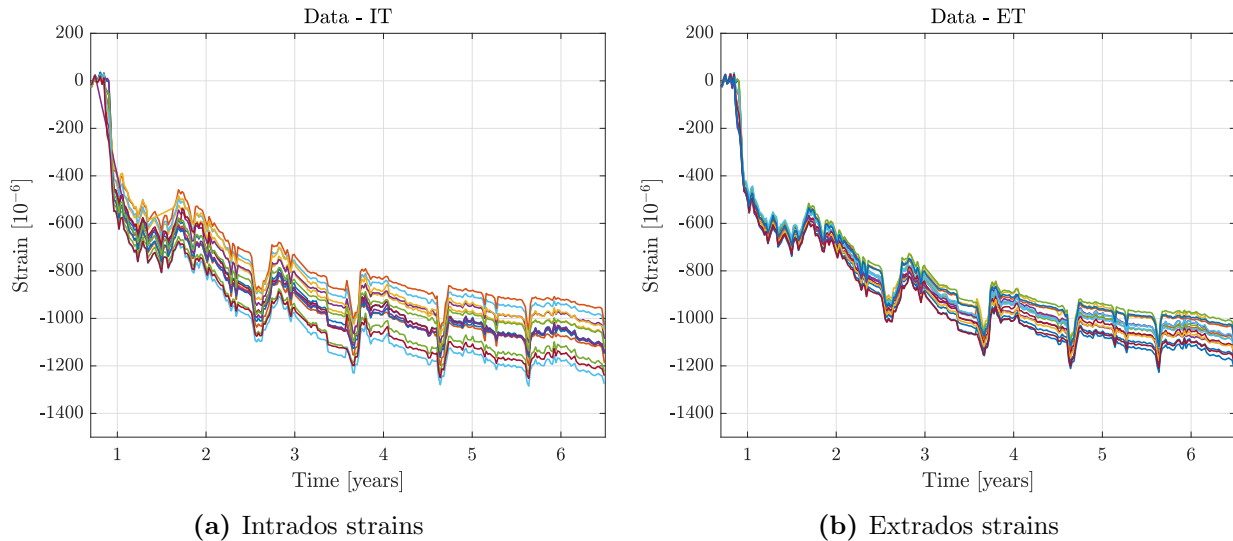 Data - IT
200
0
-200
-400
-600
-800
-1000
-1200
-1400
Strain [10⁻⁶]
1 2 3 4 5 6
Time [years]
(a) Intrados strains
Data - ET
200
0
-200
-400
-600
-800
-1000
-1200
-1400
Strain [10⁻⁶]
1 2 3 4 5 6
Time [years]
(b) Extrados strains